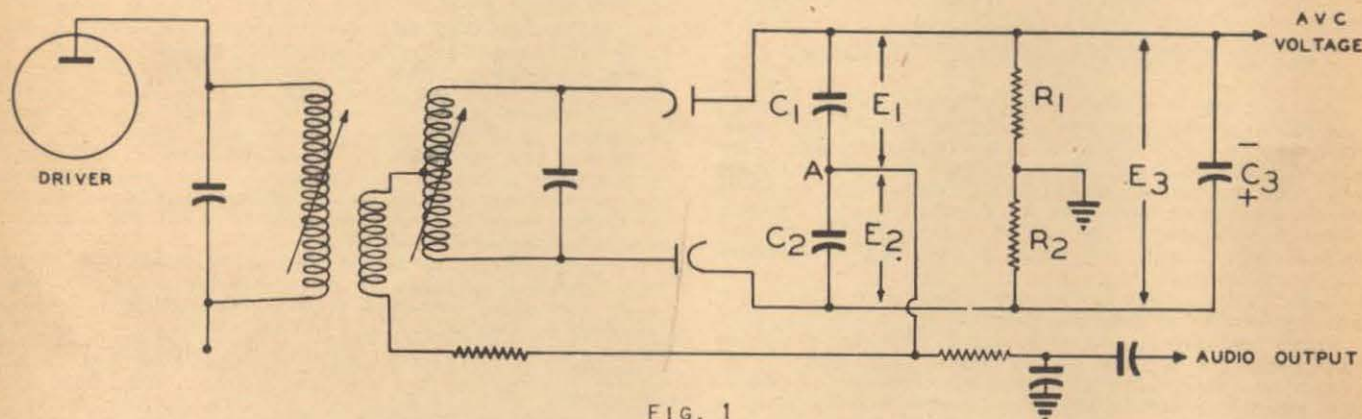 AVC
VOLTAGE
DRIVER
C1
E1
R1
A
E3
−
C3
+
C2
E2
R2
AUDIO OUTPUT
FIG. 1